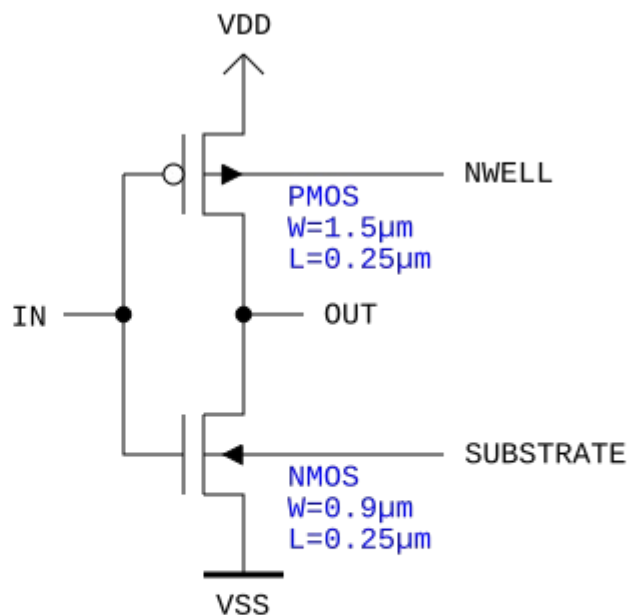 VDD
NWELL
PMOS
W=1.5µm
L=0.25µm
IN
OUT
SUBSTRATE
NMOS
W=0.9µm
L=0.25µm
VSS